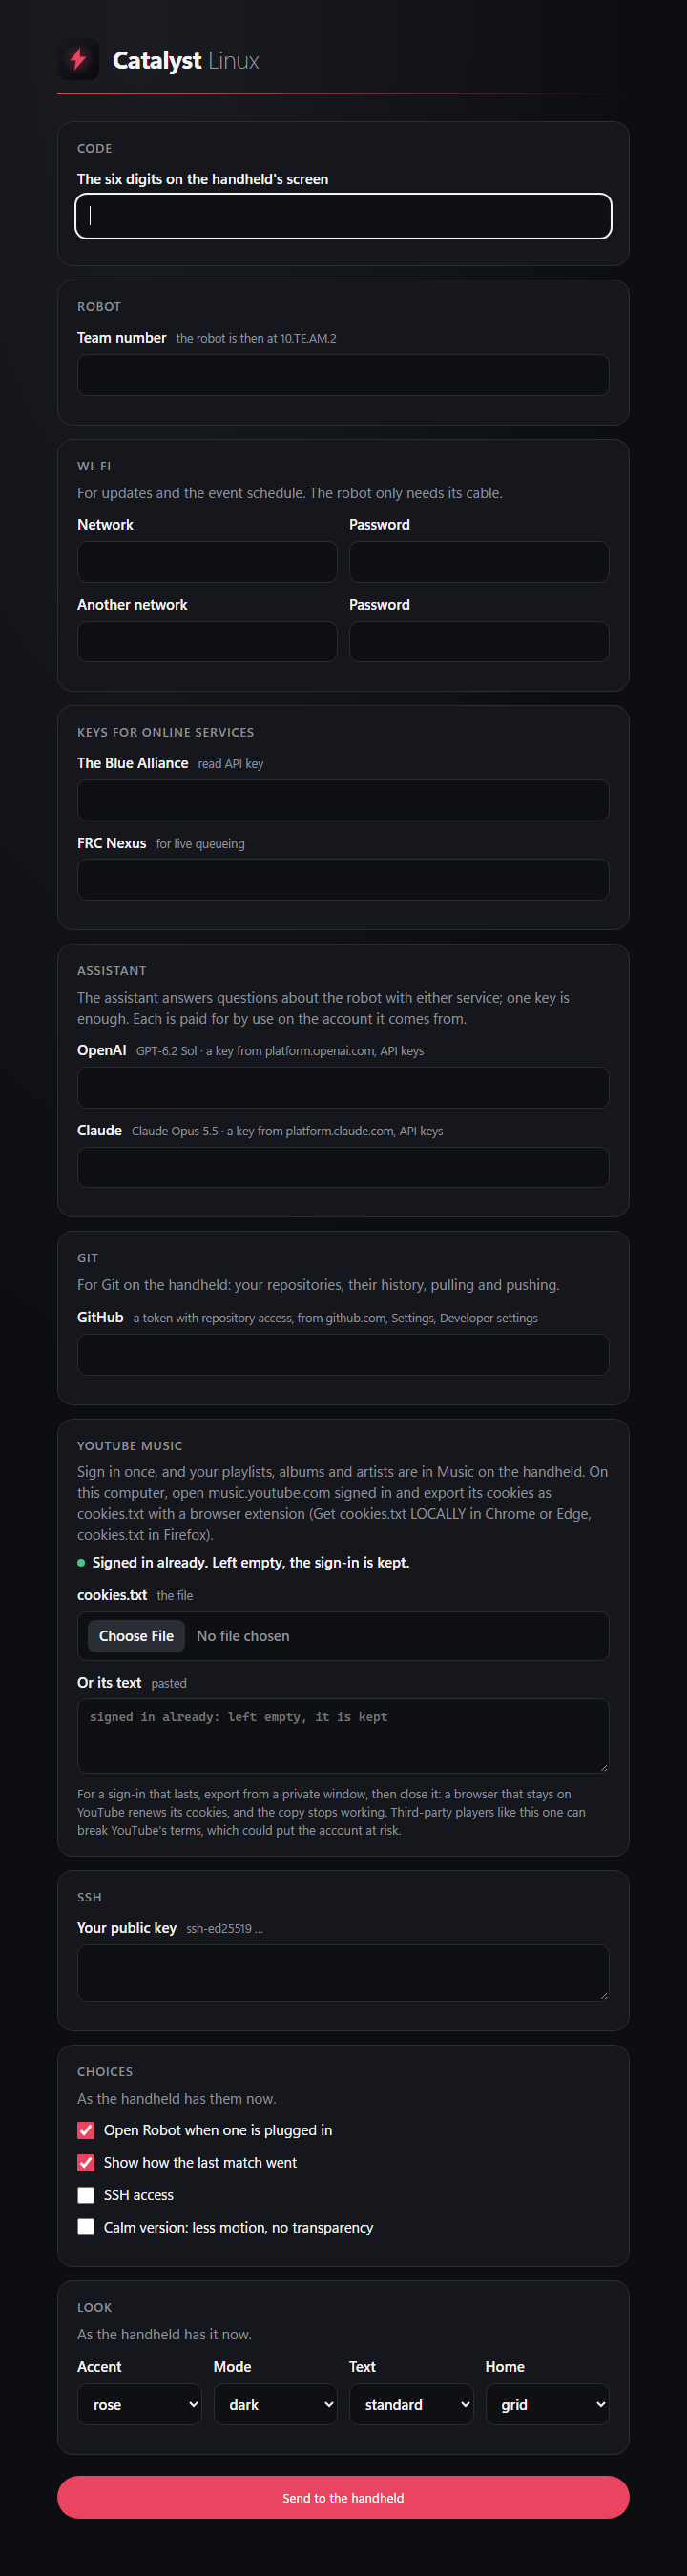 Catalyst Linux
CODE
The six digits on the handheld's screen
ROBOT
Team number the robot is then at 10.TE.AM.2
WI-FI
For updates and the event schedule. The robot only needs its cable.
Network Password
Another network Password
KEYS FOR ONLINE SERVICES
The Blue Alliance read API key
FRC Nexus for live queueing
ASSISTANT
The assistant answers questions about the robot with either service; one key is
enough. Each is paid for by use on the account it comes from.
OpenAI GPT-6.2 Sol · a key from platform.openai.com, API keys
Claude Claude Opus 5.5 · a key from platform.claude.com, API keys
GIT
For Git on the handheld: your repositories, their history, pulling and pushing.
GitHub a token with repository access, from github.com, Settings, Developer settings
YOUTUBE MUSIC
Sign in once, and your playlists, albums and artists are in Music on the handheld. On
this computer, open music.youtube.com signed in and export its cookies as
cookies.txt with a browser extension (Get cookies.txt LOCALLY in Chrome or Edge,
cookies.txt in Firefox).
Signed in already. Left empty, the sign-in is kept.
cookies.txt the file
Choose File No file chosen
Or its text pasted
signed in already: left empty, it is kept
For a sign-in that lasts, export from a private window, then close it: a browser that stays on
YouTube renews its cookies, and the copy stops working. Third-party players like this one can
break YouTube's terms, which could put the account at risk.
SSH
Your public key ssh-ed25519 ...
CHOICES
As the handheld has them now.
Open Robot when one is plugged in
Show how the last match went
SSH access
Calm version: less motion, no transparency
LOOK
As the handheld has it now.
Accent Mode Text Home
rose dark standard grid
Send to the handheld